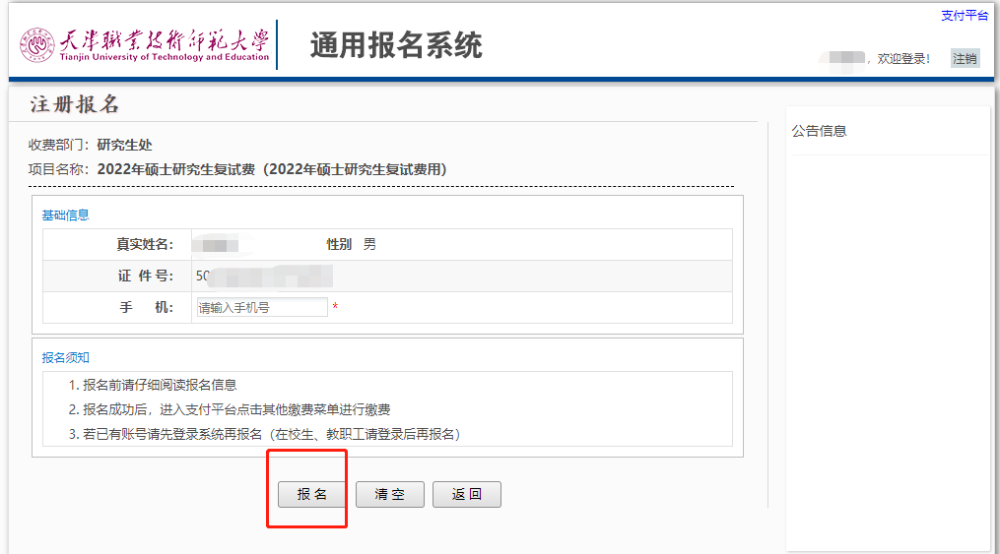 支付平台
天津職業技術師範大學
Tianjin University of Technology and Education
通用报名系统
，欢迎登录！ 注销
注册报名
公告信息
收费部门：研究生处
项目名称：2022年硕士研究生复试费（2022年硕士研究生复试费用）
基础信息
真实姓名： 性别 男
证 件 号： 50
手 机： 请输入手机号 *
报名须知
1. 报名前请仔细阅读报名信息
2. 报名成功后，进入支付平台点击其他缴费菜单进行缴费
3. 若已有账号请先登录系统再报名（在校生、教职工请登录后再报名）
报 名 清 空 返 回